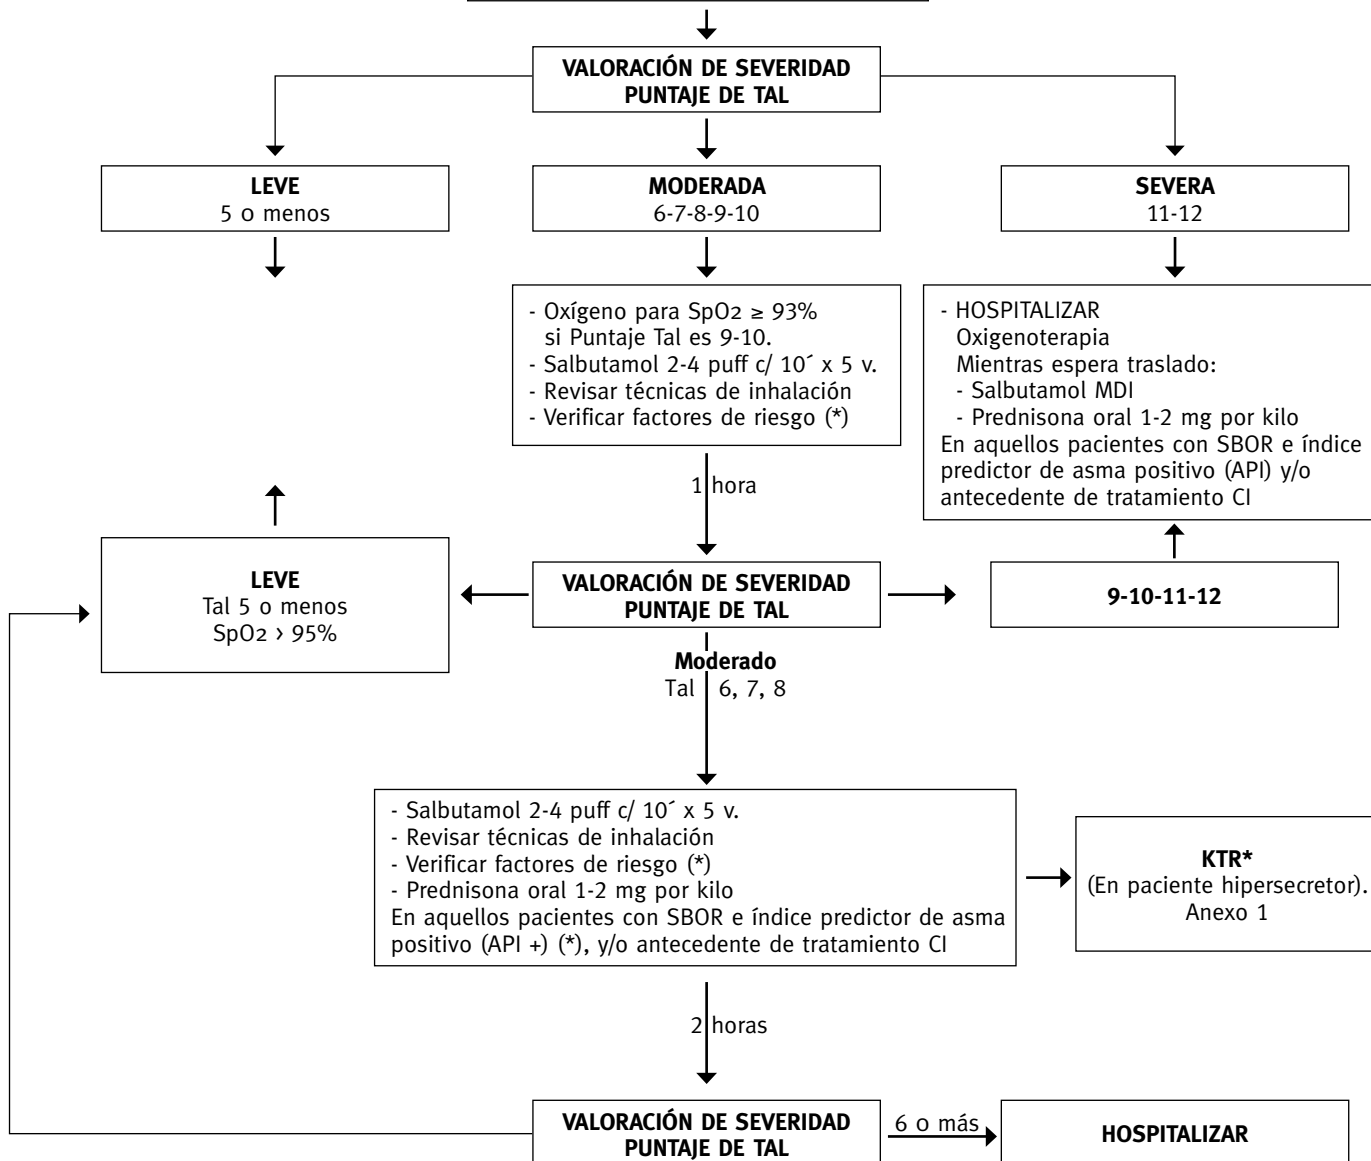 VALORACIÓN DE SEVERIDAD
PUNTAJE DE TAL
LEVE
5 o menos
MODERADA
6-7-8-9-10
SEVERA
11-12
- Oxígeno para SpO2 ≥ 93%
si Puntaje Tal es 9-10.
- Salbutamol 2-4 puff c/ 10´ x 5 v.
- Revisar técnicas de inhalación
- Verificar factores de riesgo (*)
- HOSPITALIZAR
Oxigenoterapia
Mientras espera traslado:
- Salbutamol MDI
- Prednisona oral 1-2 mg por kilo
En aquellos pacientes con SBOR e índice
predictor de asma positivo (API) y/o
antecedente de tratamiento CI
1 hora
LEVE
Tal 5 o menos
SpO2 > 95%
VALORACIÓN DE SEVERIDAD
PUNTAJE DE TAL
9-10-11-12
Moderado
Tal 6, 7, 8
- Salbutamol 2-4 puff c/ 10´ x 5 v.
- Revisar técnicas de inhalación
- Verificar factores de riesgo (*)
- Prednisona oral 1-2 mg por kilo
En aquellos pacientes con SBOR e índice predictor de asma
positivo (API +) (*), y/o antecedente de tratamiento CI
KTR*
(En paciente hipersecretor).
Anexo 1
2 horas
VALORACIÓN DE SEVERIDAD
PUNTAJE DE TAL
6 o más
HOSPITALIZAR